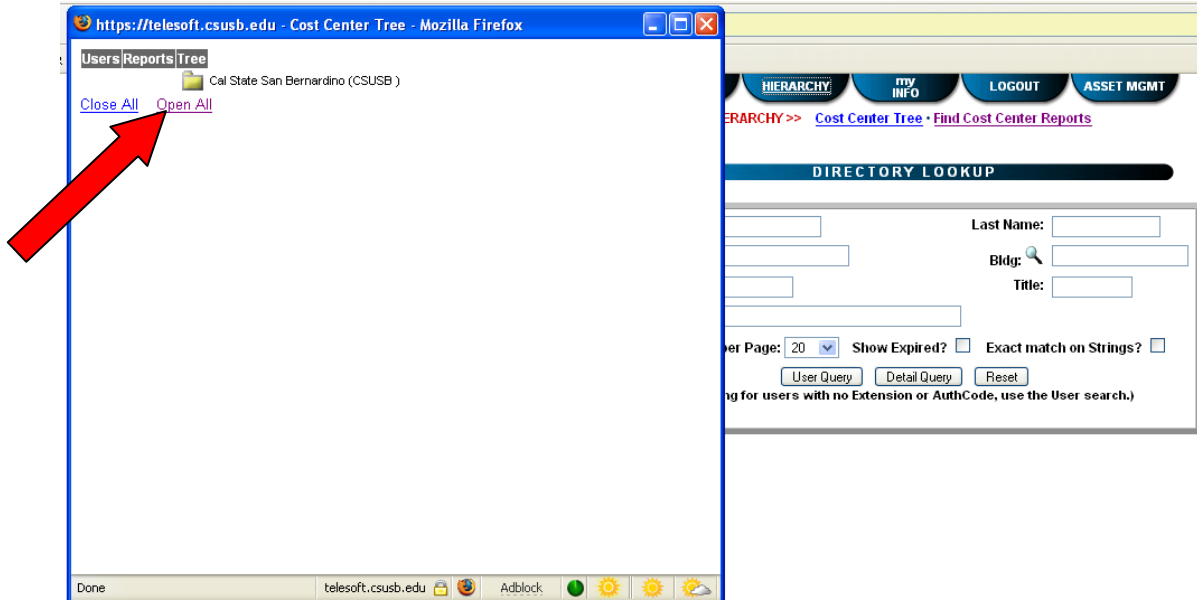 https://telesoft.csusb.edu - Cost Center Tree - Mozilla Firefox
Users Reports Tree
Cal State San Bernardino (CSUSB )
Close All Open All
Done telesoft.csusb.edu Adblock
HIERARCHY my INFO LOGOUT ASSET MGMT
ERARCHY >> Cost Center Tree · Find Cost Center Reports
DIRECTORY LOOKUP
Last Name:
Bldg:
Title:
er Page: 20 Show Expired? Exact match on Strings?
User Query Detail Query Reset
ng for users with no Extension or AuthCode, use the User search.)